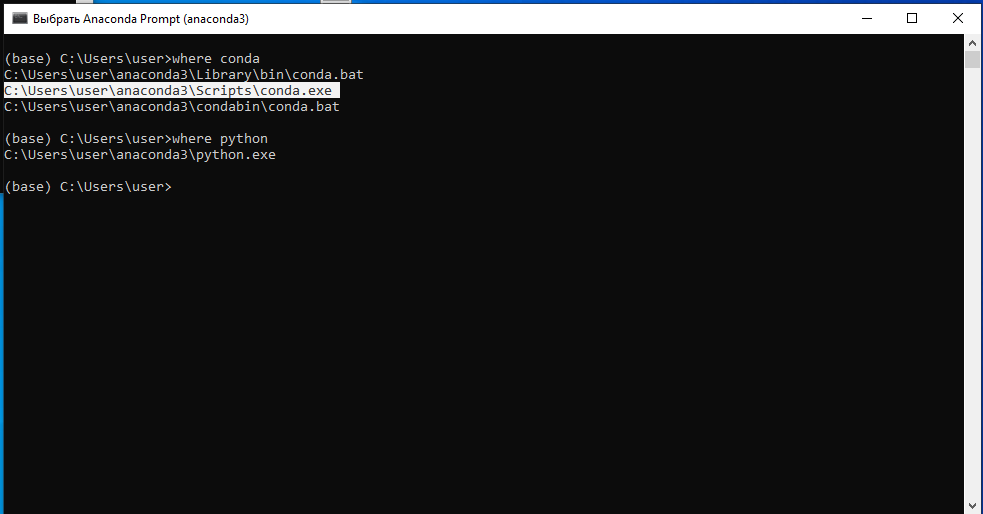 Выбрать Anaconda Prompt (anaconda3)
(base) C:\Users\user>where conda
C:\Users\user\anaconda3\Library\bin\conda.bat
C:\Users\user\anaconda3\Scripts\conda.exe
C:\Users\user\anaconda3\condabin\conda.bat
(base) C:\Users\user>where python
C:\Users\user\anaconda3\python.exe
(base) C:\Users\user>